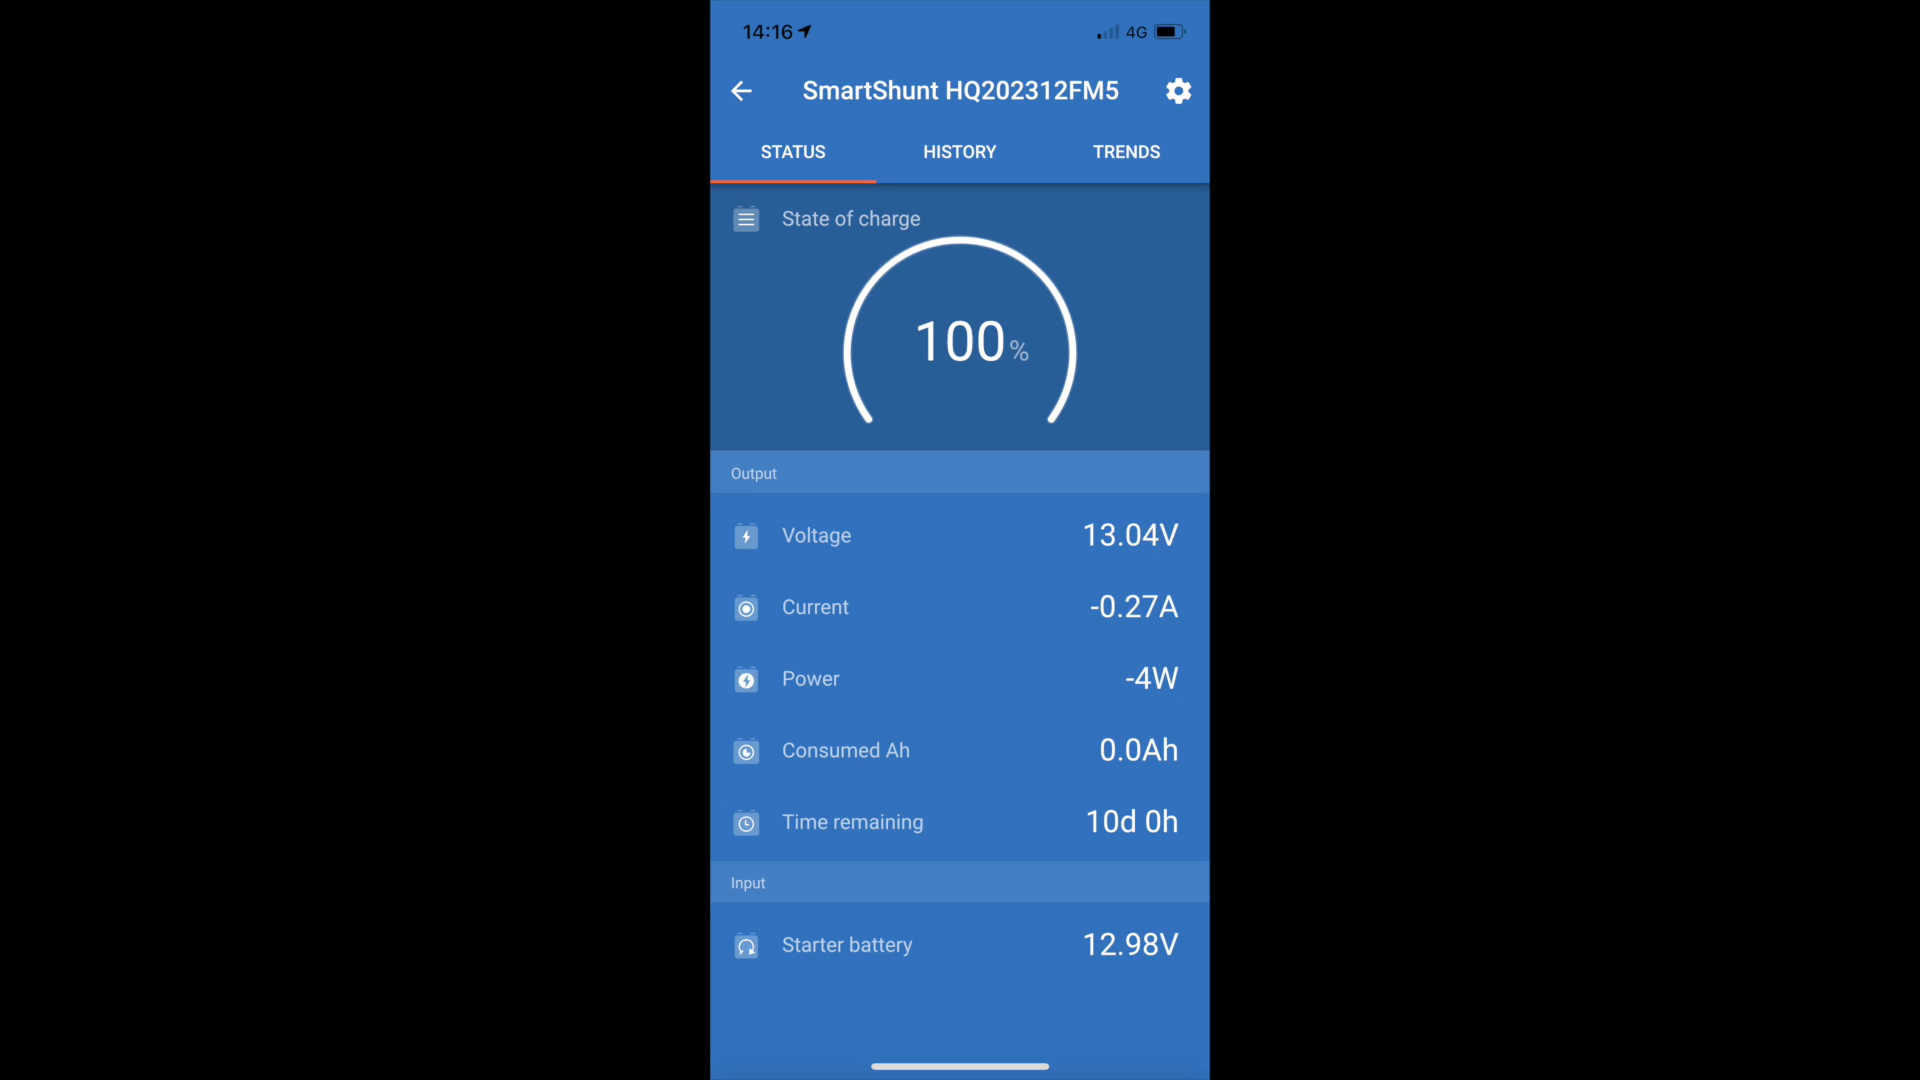 14:16
4G
SmartShunt HQ202312FM5
STATUS HISTORY TRENDS
State of charge
100%
Output
Voltage 13.04V
Current -0.27A
Power -4W
Consumed Ah 0.0Ah
Time remaining 10d 0h
Input
Starter battery 12.98V